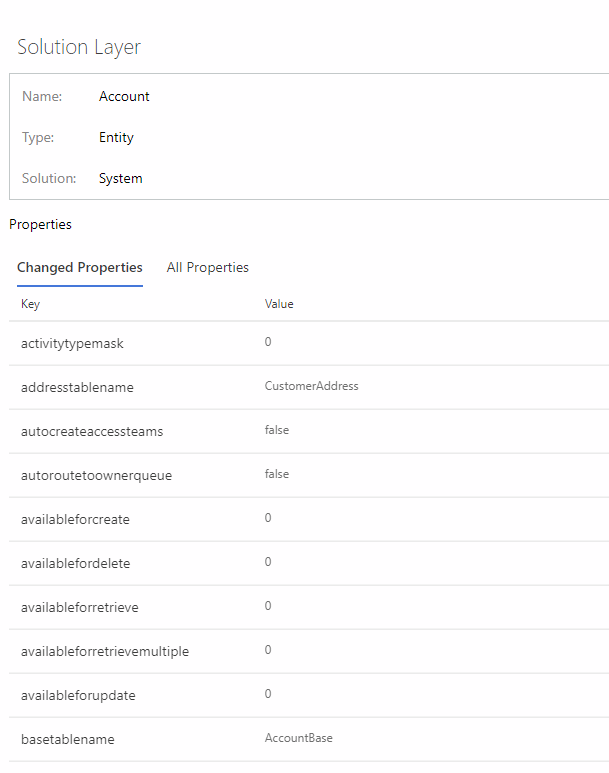 Solution Layer
Name: Account
Type: Entity
Solution: System
Properties
Changed Properties All Properties
Key Value
activitytypemask 0
addresstablename CustomerAddress
autocreateaccessteams false
autoroutetoownerqueue false
availableforcreate 0
availablefordelete 0
availableforretrieve 0
availableforretrievemultiple 0
availableforupdate 0
basetablename AccountBase